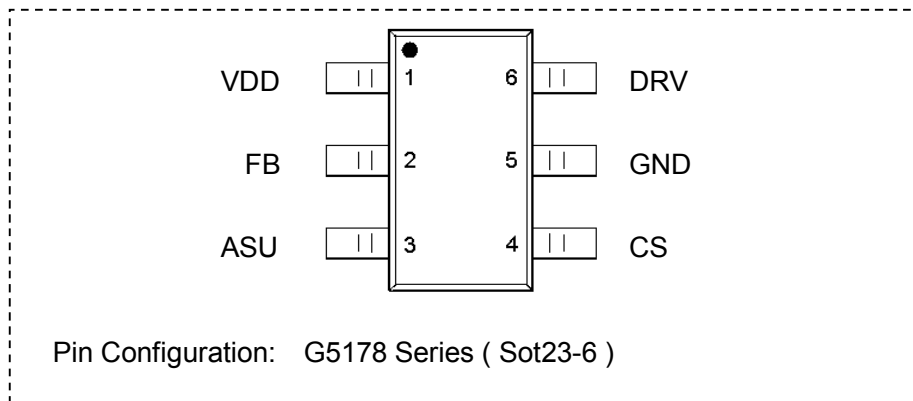 VDD 1 6 DRV
FB 2 5 GND
ASU 3 4 CS
Pin Configuration: G5178 Series ( Sot23-6 )